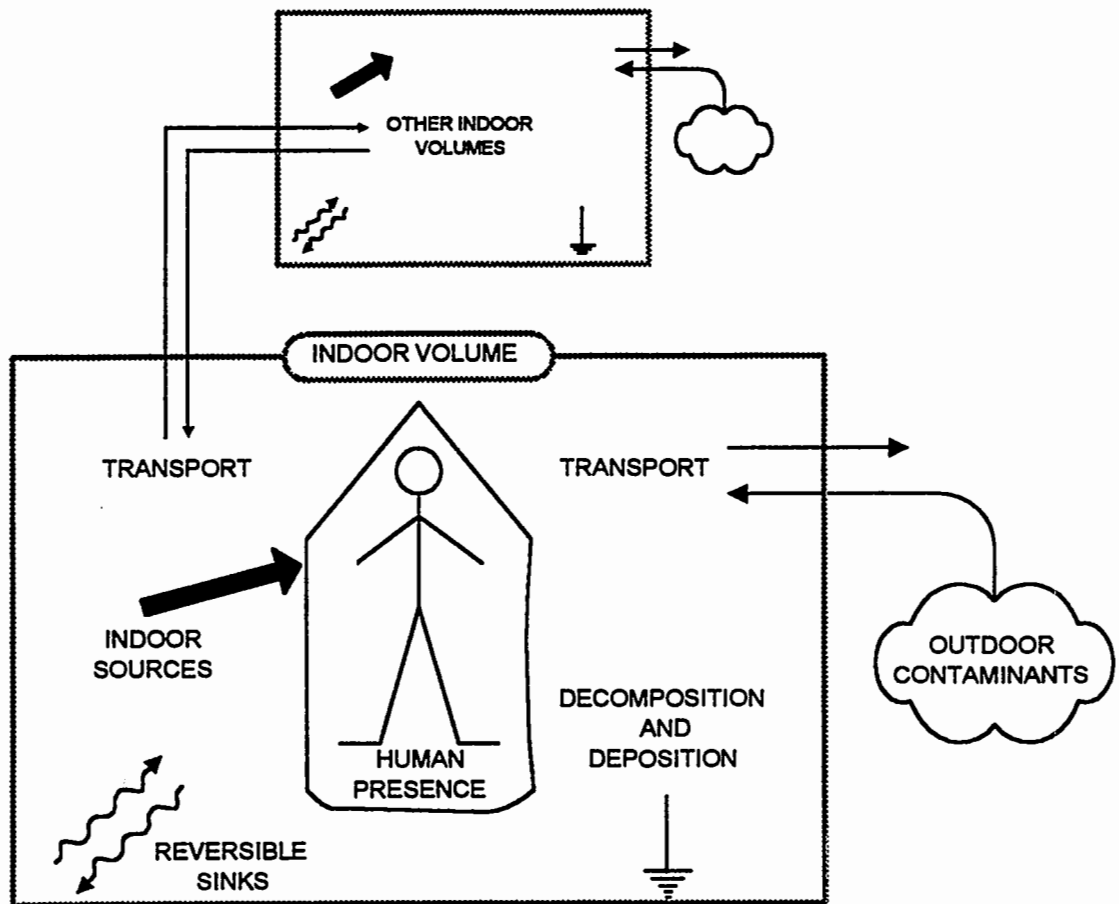 OTHER INDOOR
VOLUMES
INDOOR VOLUME
TRANSPORT
TRANSPORT
INDOOR
SOURCES
OUTDOOR
CONTAMINANTS
DECOMPOSITION
AND
DEPOSITION
HUMAN
PRESENCE
REVERSIBLE
SINKS